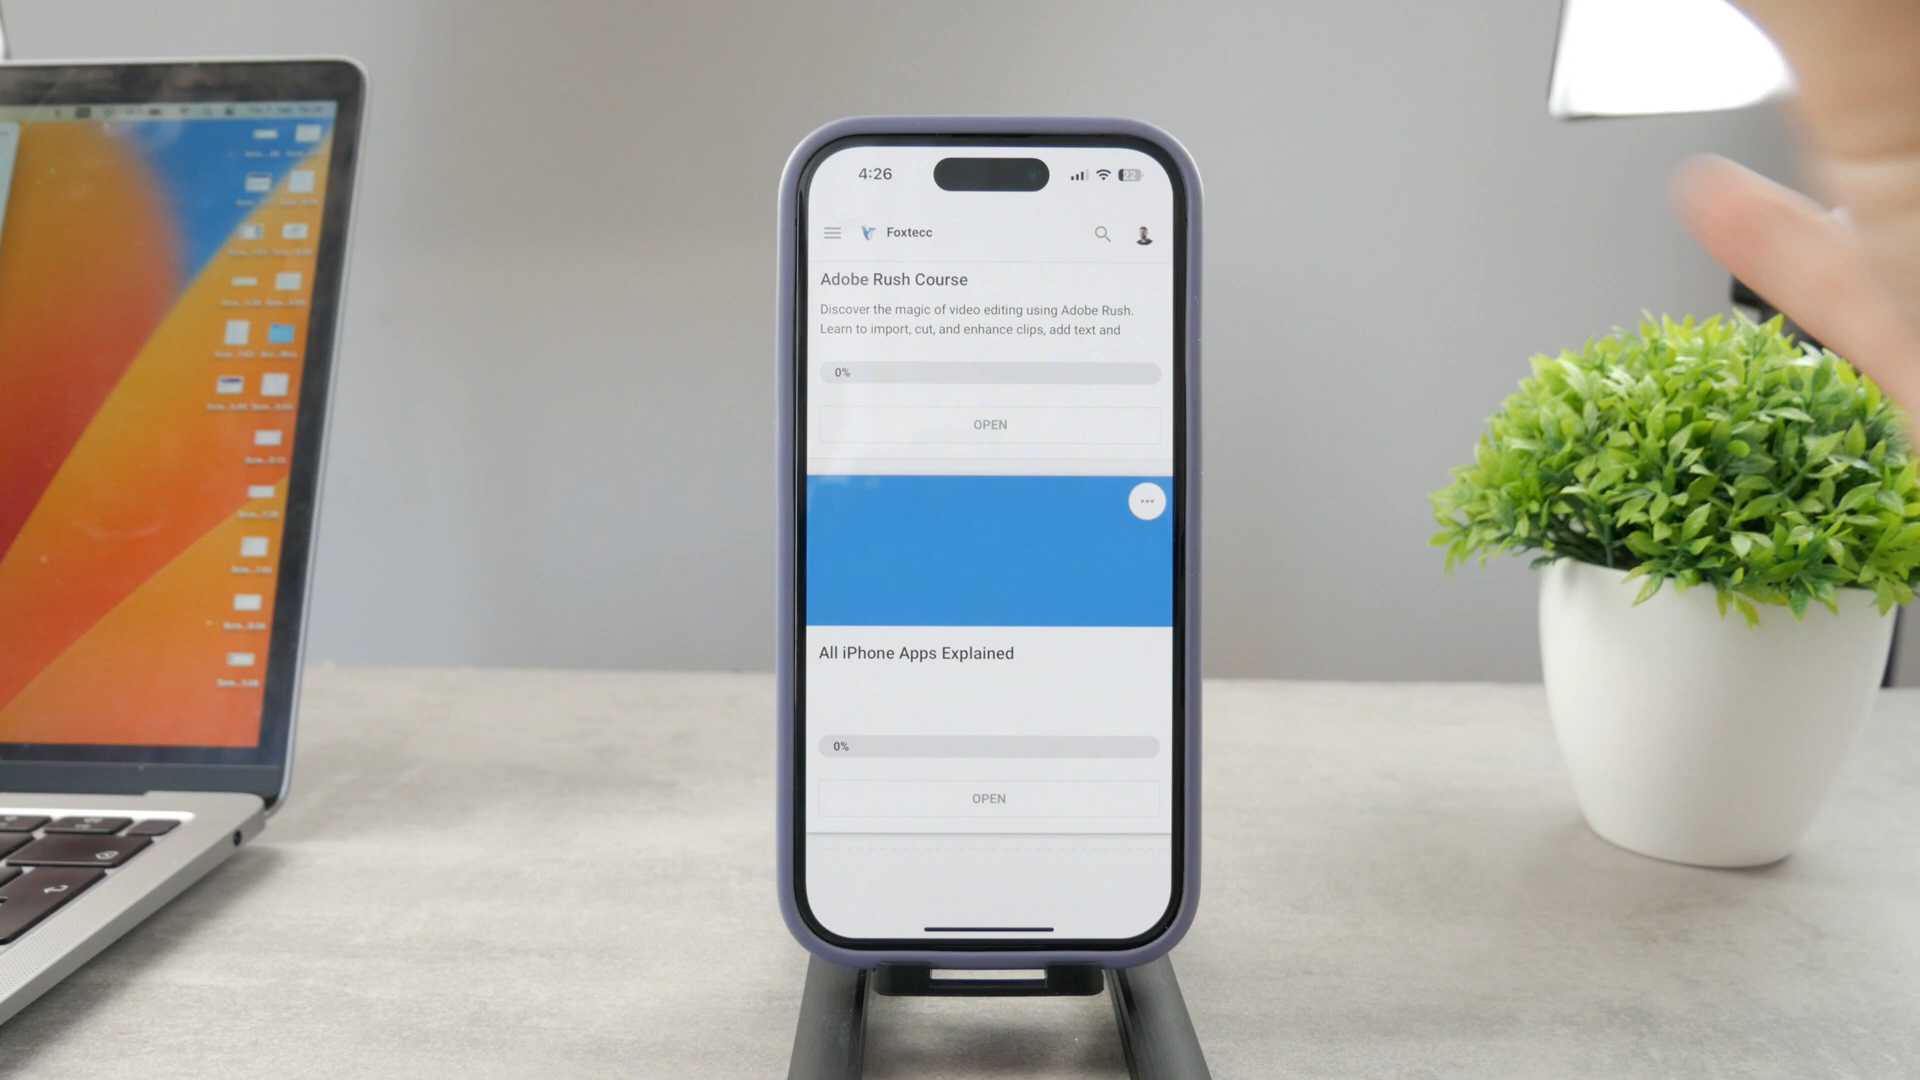 4:26
22
Foxtecc
Adobe Rush Course
Discover the magic of video editing using Adobe Rush.
Learn to import, cut, and enhance clips, add text and
0%
OPEN
All iPhone Apps Explained
0%
OPEN